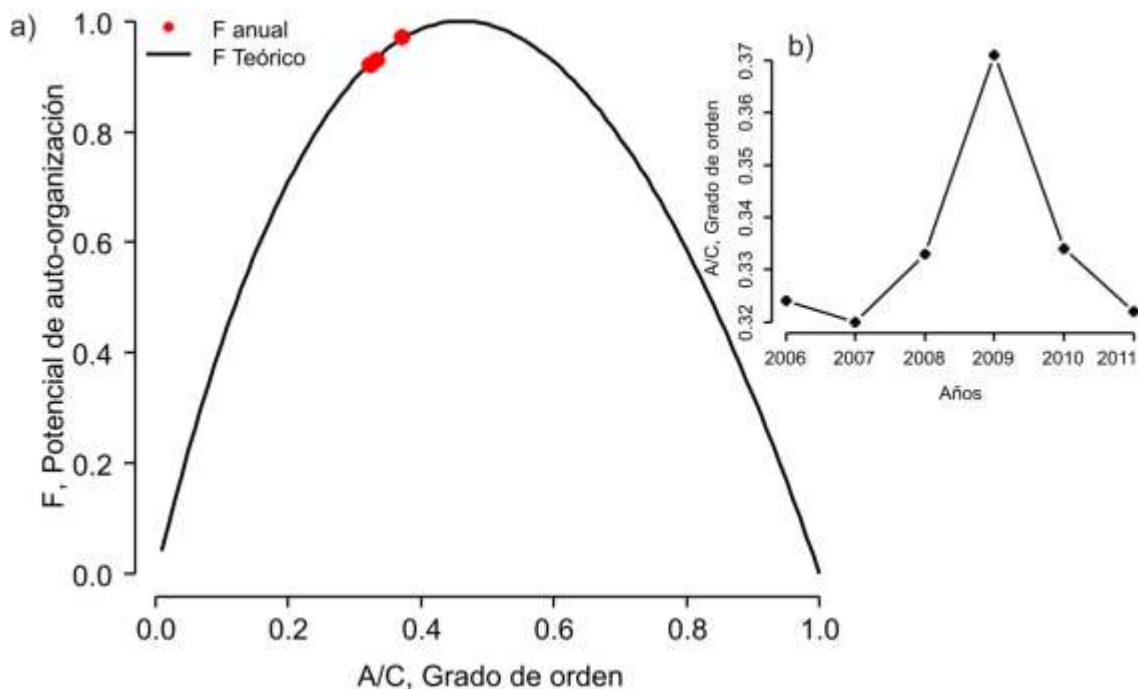 a)
F anual
F Teórico
F, Potencial de auto-organización
1.0
0.8
0.6
0.4
0.2
0.0
0.0 0.2 0.4 0.6 0.8 1.0
A/C, Grado de orden
b)
A/C, Grado de orden
0.37
0.36
0.35
0.34
0.33
0.32
2006 2007 2008 2009 2010 2011
Años